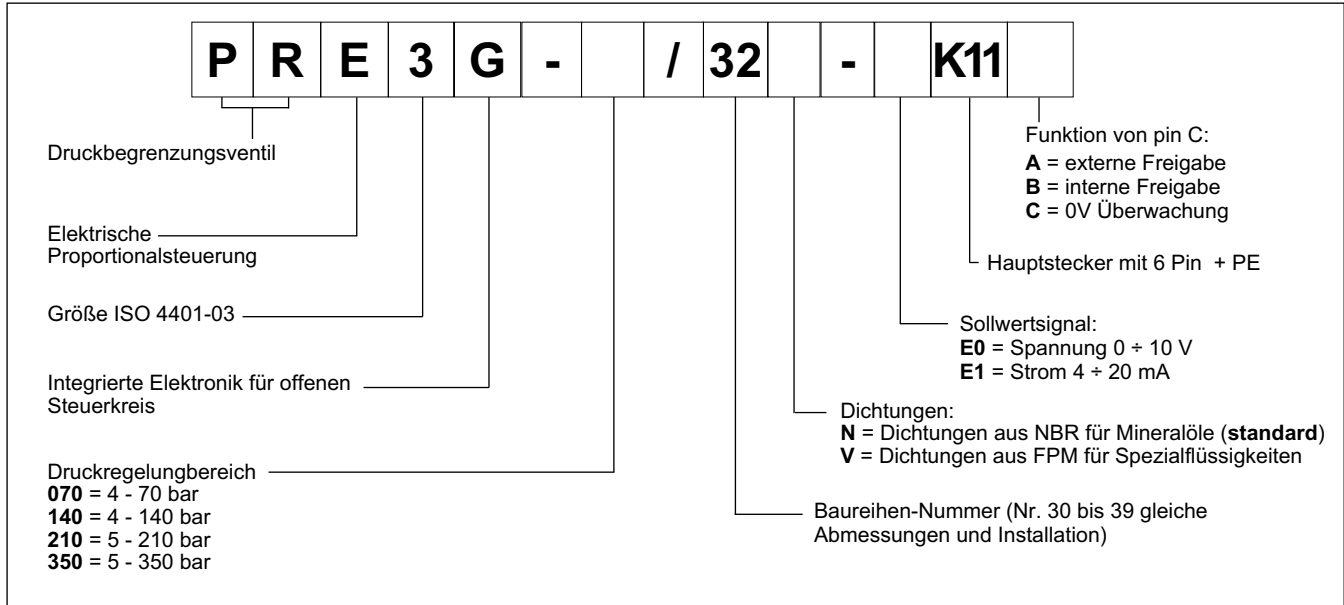 P R E 3 G - / 32 - K11
Druckbegrenzungsventil
Elektrische
Proportionalsteuerung
Größe ISO 4401-03
Integrierte Elektronik für offenen
Steuerkreis
Druckregelungbereich
070 = 4 - 70 bar
140 = 4 - 140 bar
210 = 5 - 210 bar
350 = 5 - 350 bar
Funktion von pin C:
A = externe Freigabe
B = interne Freigabe
C = 0V Überwachung
Hauptstecker mit 6 Pin + PE
Sollwertsignal:
E0 = Spannung 0 ÷ 10 V
E1 = Strom 4 ÷ 20 mA
Dichtungen:
N = Dichtungen aus NBR für Mineralöle (standard)
V = Dichtungen aus FPM für Spezialflüssigkeiten
Baureihen-Nummer (Nr. 30 bis 39 gleiche
Abmessungen und Installation)